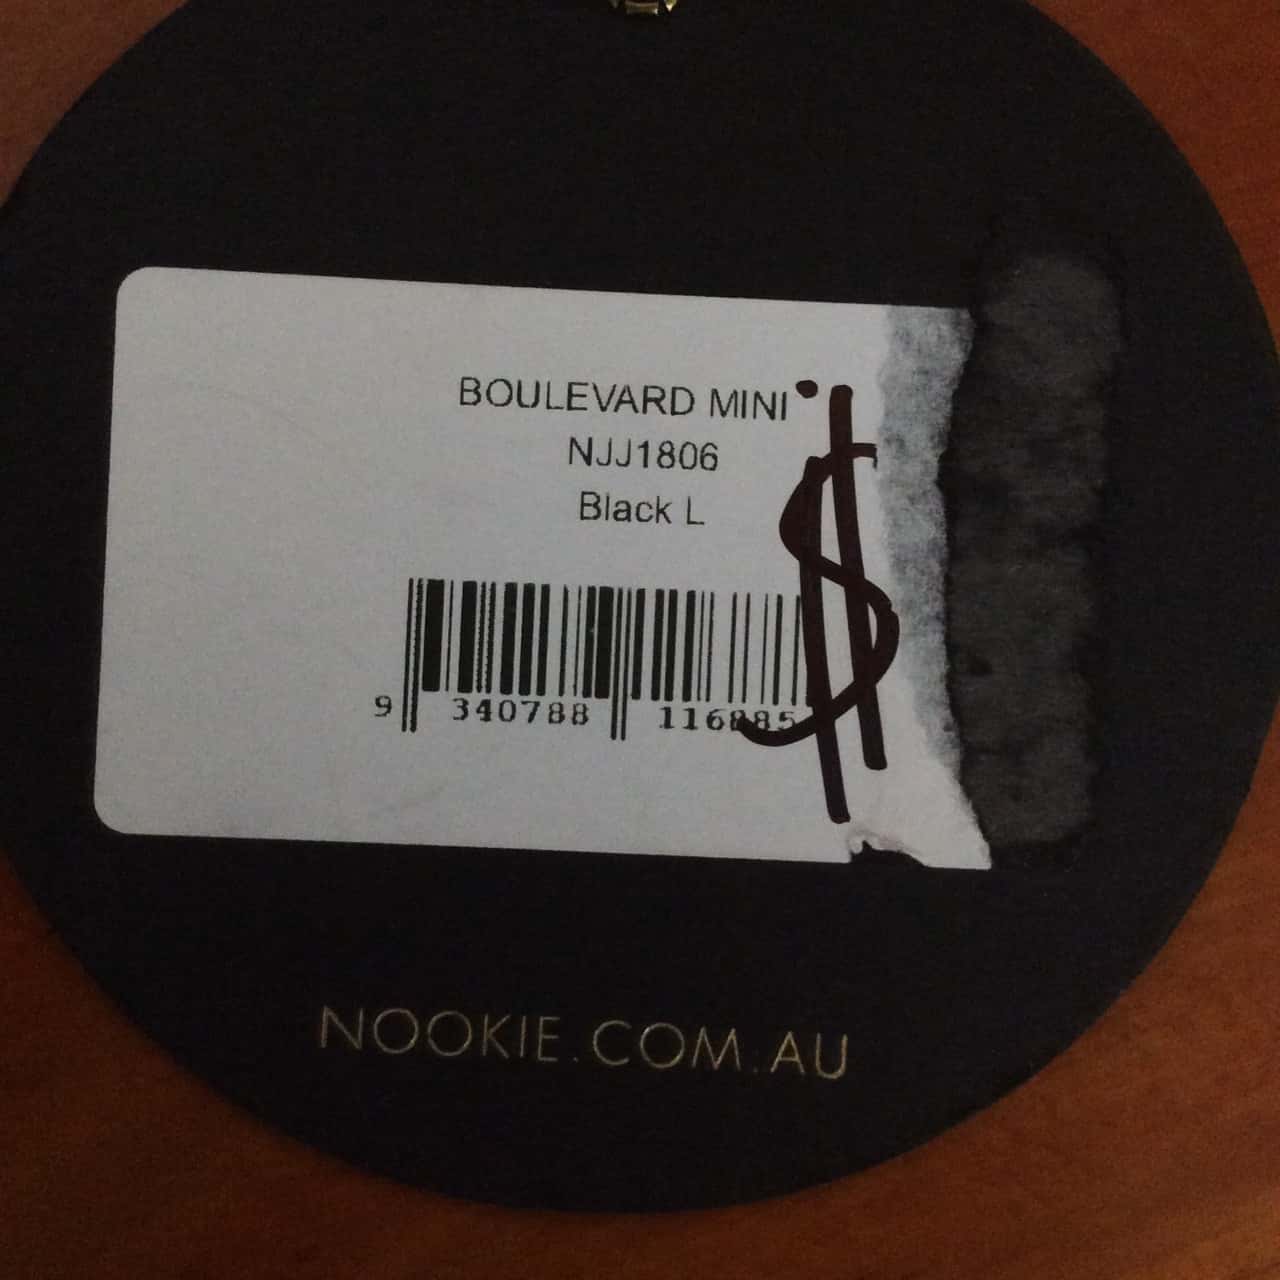 BOULEVARD MINI
NJJ1806
Black L
$
9 340788 116885
NOOKIE.COM.AU